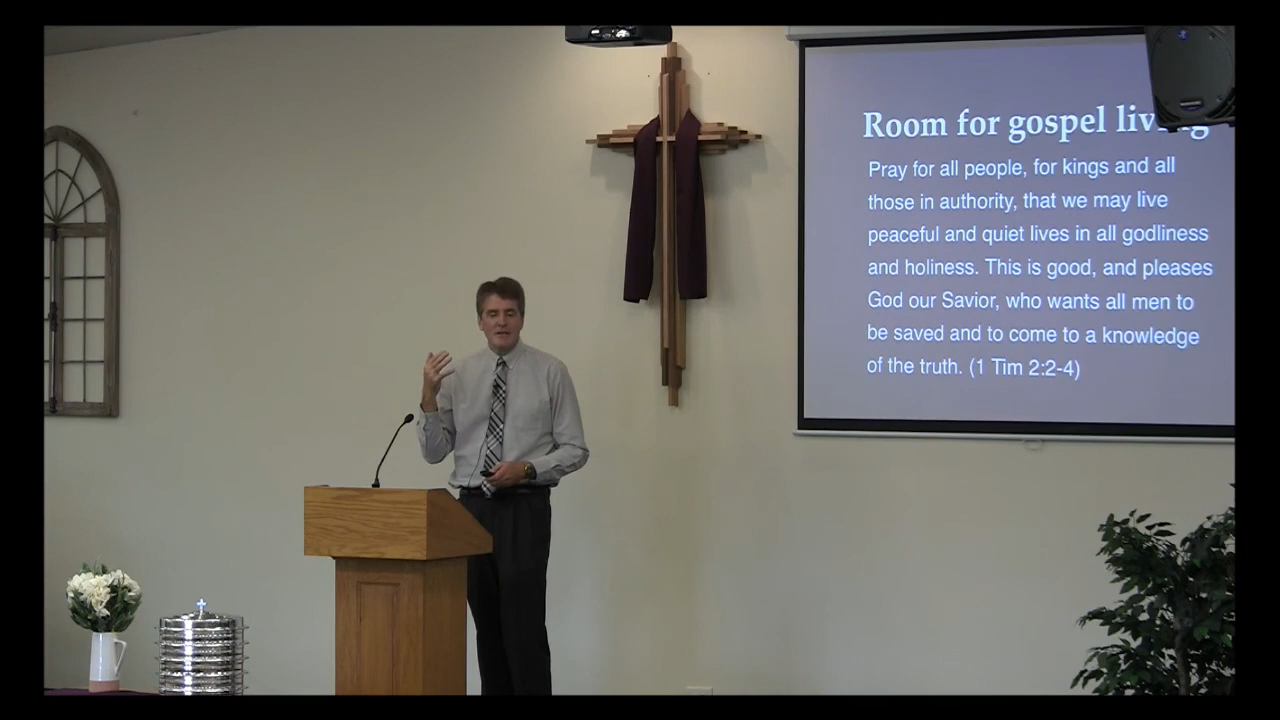 Room for gospel living
Pray for all people, for kings and all
those in authority, that we may live
peaceful and quiet lives in all godliness
and holiness. This is good, and pleases
God our Savior, who wants all men to
be saved and to come to a knowledge
of the truth. (1 Tim 2:2-4)